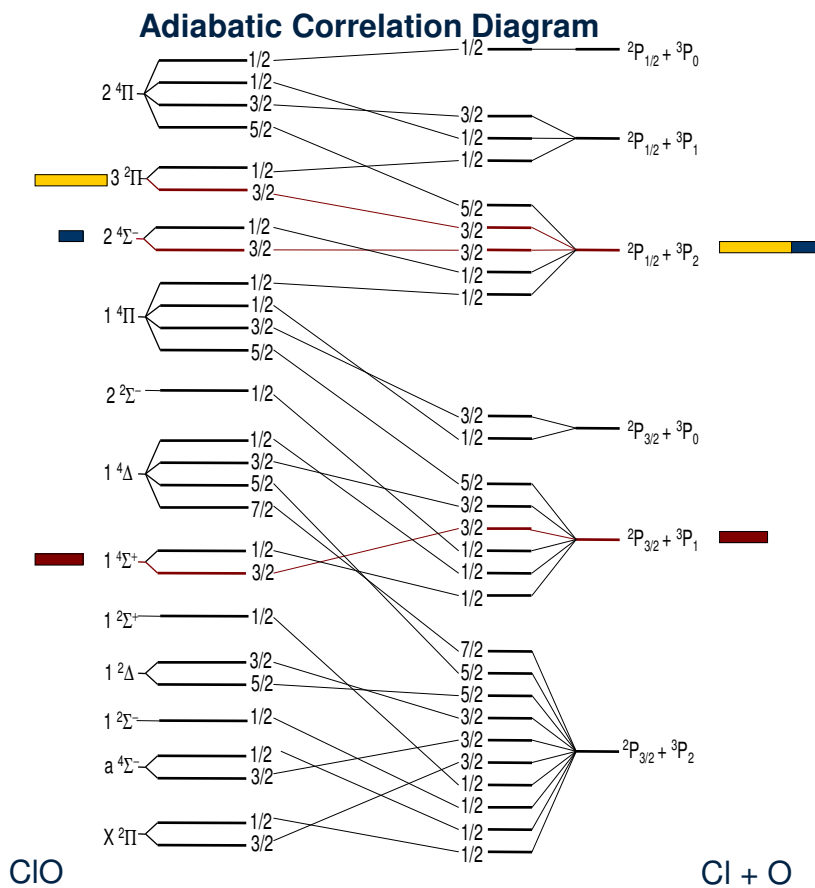 Adiabatic Correlation Diagram
1/2 1/2 ²P₁/₂ + ³P₀
2 ⁴Π 1/2
3/2 3/2
5/2 1/2 ²P₁/₂ + ³P₁
3 ²Π 1/2 1/2
3/2 5/2
2 ⁴Σ⁻ 1/2 3/2
3/2 3/2 ²P₁/₂ + ³P₂
1/2
1/2 1/2
1 ⁴Π 1/2
3/2
5/2
2 ²Σ⁻ 1/2
3/2
1/2 1/2 ²P₃/₂ + ³P₀
1 ⁴Δ 3/2
5/2 5/2
7/2 3/2
3/2 ²P₃/₂ + ³P₁
1 ⁴Σ⁺ 1/2 1/2
3/2 1/2
1/2
1 ²Σ⁺ 1/2
7/2
1 ²Δ 3/2 5/2
5/2 5/2
1 ²Σ⁻ 1/2 3/2
3/2 ²P₃/₂ + ³P₂
a ⁴Σ⁻ 1/2 3/2
3/2 1/2
1/2
X ²Π 1/2 1/2
3/2 1/2
ClO Cl + O